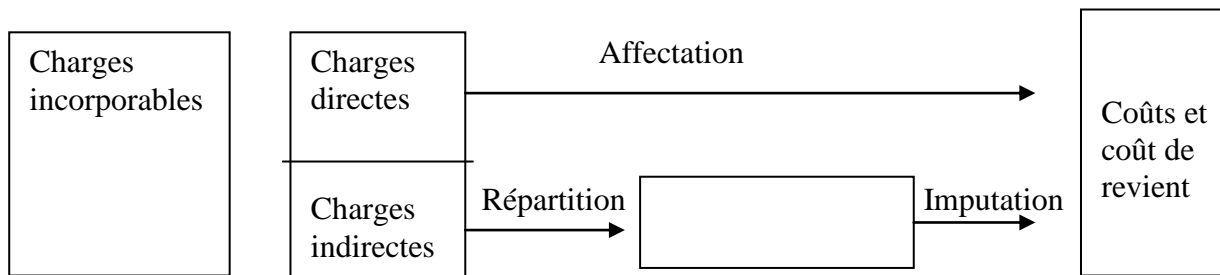 Charges
incorporables
Charges
directes
Affectation
Charges
indirectes
Répartition
Imputation
Coûts et
coût de
revient